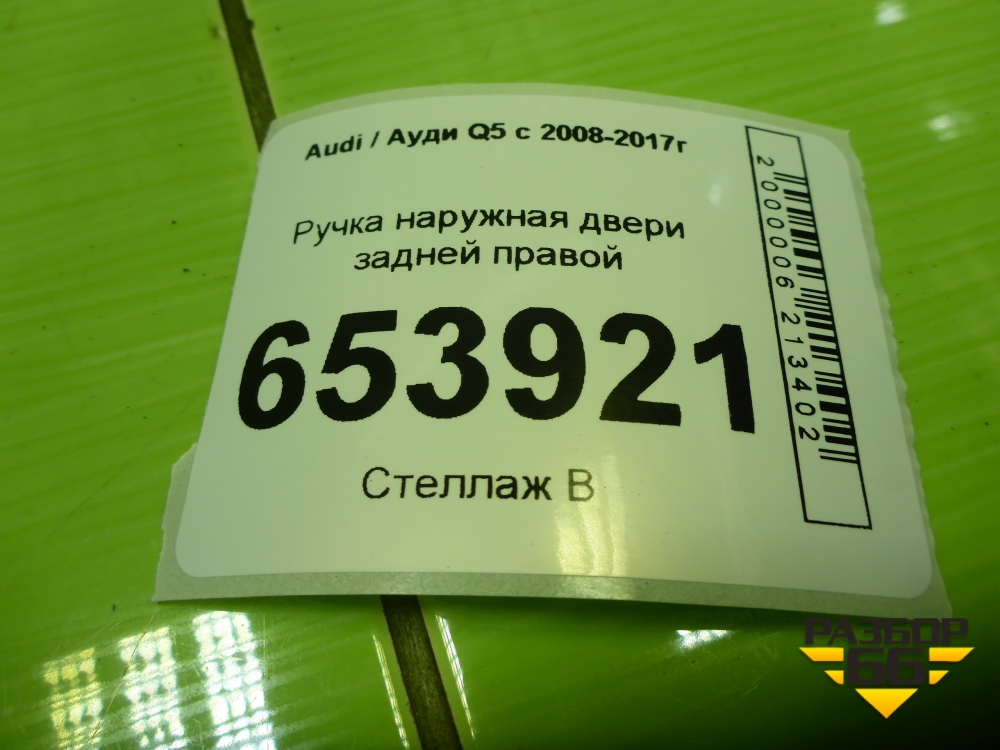 Audi / Ауди Q5 с 2008-2017г
Ручка наружная двери
задней правой
653921
Стеллаж В
2000006213402
РАЗБОР
66